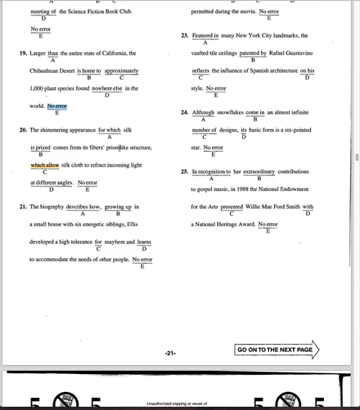 meeting of the Science Fiction Book Club.
D
No error
E
19. Larger than the entire state of California, the
A
Chihuahuan Desert is home to approximately
B C
1,000 plant species found nowhere else in the
D
world. No error
E
20. The shimmering appearance for which silk
A
is prized comes from its fibers' prismlike structure,
B
which allow silk cloth to refract incoming light
C
at different angles. No error
D E
21. The biography describes how, growing up in
A B
a small house with six energetic siblings, Ellis
developed a high tolerance for mayhem and learns
C D
to accommodate the needs of other people. No error
E
permitted during the movie. No error
E
23. Featured in many New York City landmarks, the
A
vaulted tile ceilings patented by Rafael Guastavino
B
reflects the influence of Spanish architecture on his
C D
style. No error
E
24. Although snowflakes come in an almost infinite
A B
number of designs, its basic form is a six-pointed
C D
star. No error
E
25. In recognition to her extraordinary contributions
A B
to gospel music, in 1988 the National Endowment
for the Arts presented Willie Mae Ford Smith with
C D
a National Heritage Award. No error
E
-21-
GO ON TO THE NEXT PAGE
5 5 5 5
Unauthorized copying or reuse of